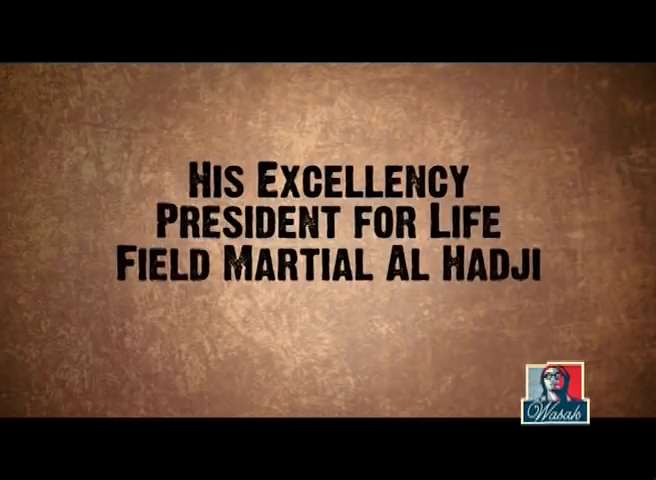 His Excellency
President for Life
Field Martial Al Hadji
Wasak